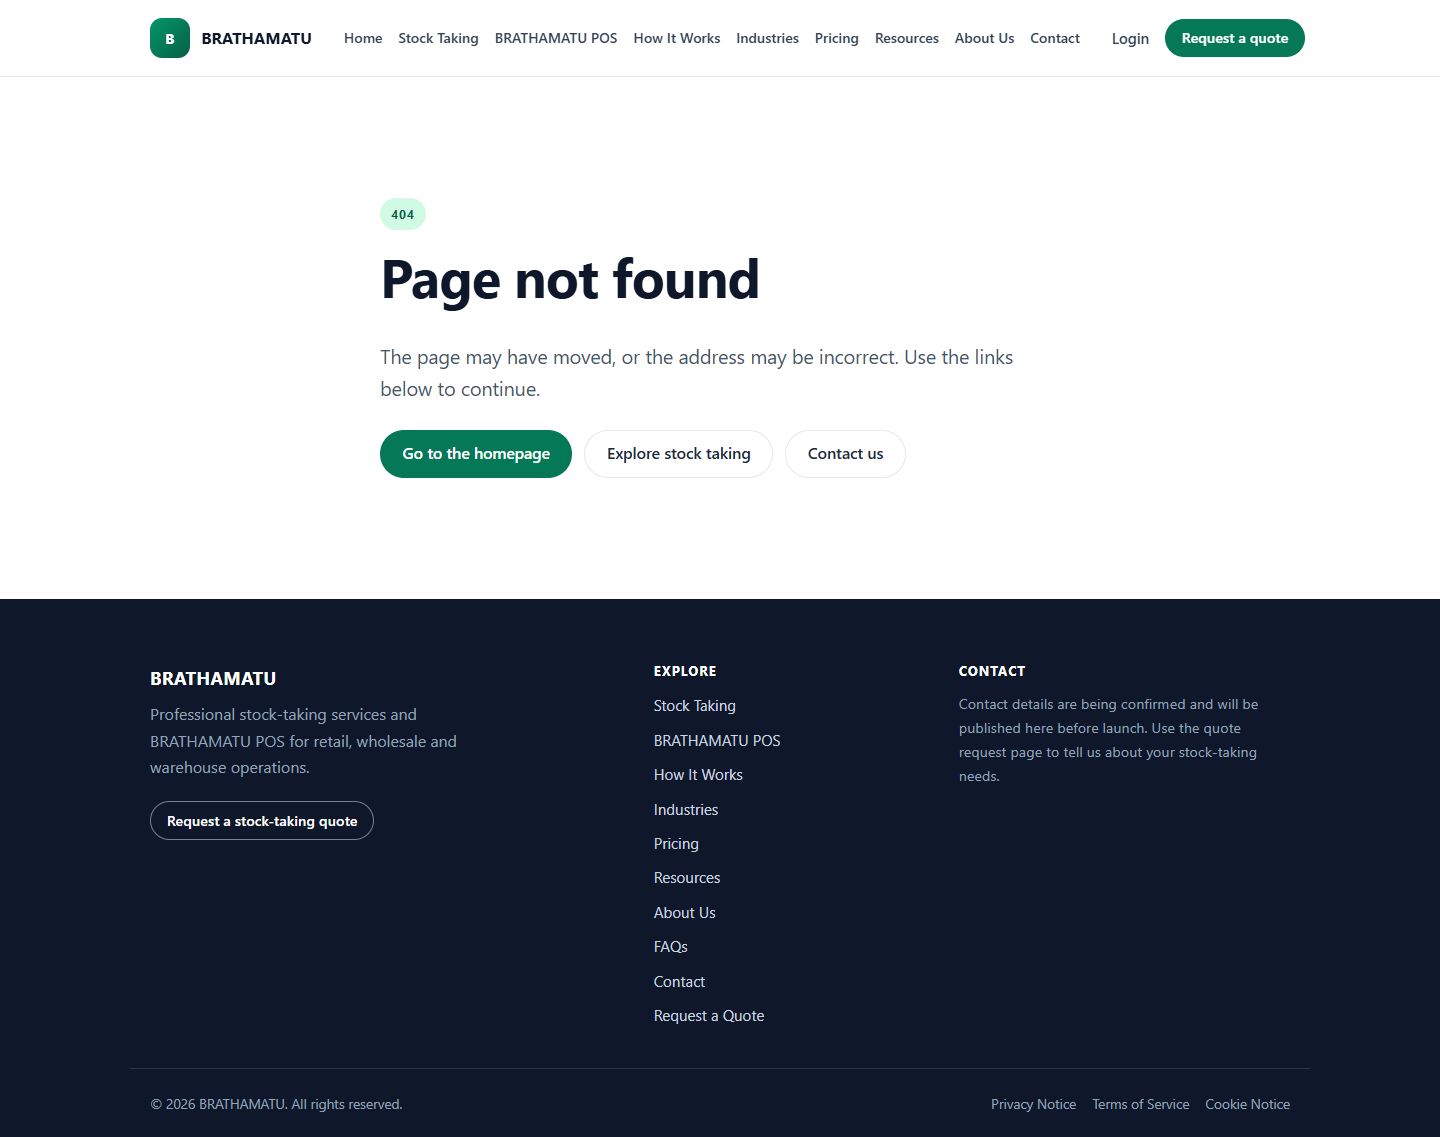 B
BRATHAMATU
Home
Stock Taking
BRATHAMATU POS
How It Works
Industries
Pricing
Resources
About Us
Contact
Login
Request a quote
404
Page not found
The page may have moved, or the address may be incorrect. Use the links
below to continue.
Go to the homepage
Explore stock taking
Contact us
BRATHAMATU
Professional stock-taking services and
BRATHAMATU POS for retail, wholesale and
warehouse operations.
Request a stock-taking quote
EXPLORE
Stock Taking
BRATHAMATU POS
How It Works
Industries
Pricing
Resources
About Us
FAQs
Contact
Request a Quote
CONTACT
Contact details are being confirmed and will be
published here before launch. Use the quote
request page to tell us about your stock-taking
needs.
© 2026 BRATHAMATU. All rights reserved.
Privacy Notice
Terms of Service
Cookie Notice